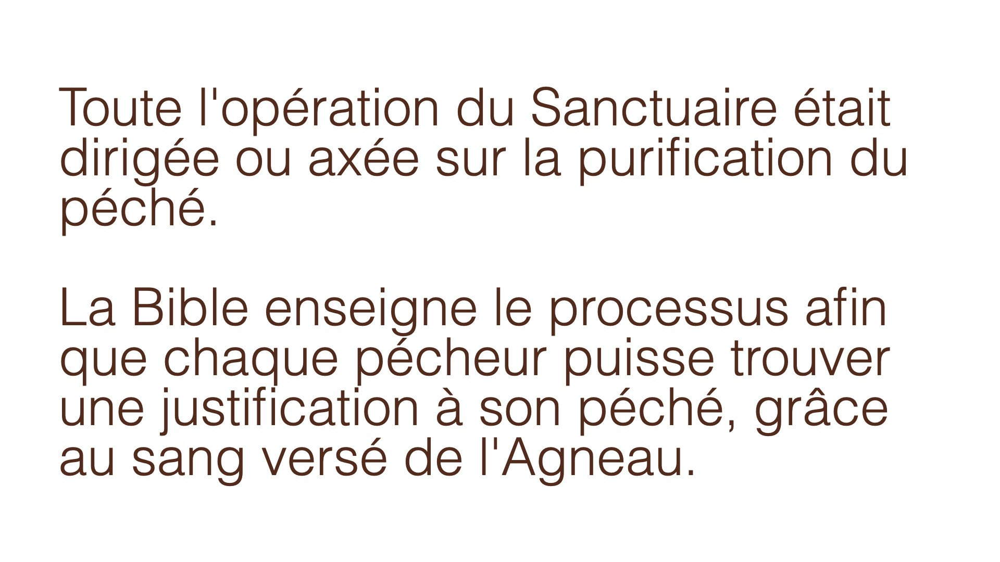 Toute l'opération du Sanctuaire était
dirigée ou axée sur la purification du
péché.
La Bible enseigne le processus afin
que chaque pécheur puisse trouver
une justification à son péché, grâce
au sang versé de l'Agneau.